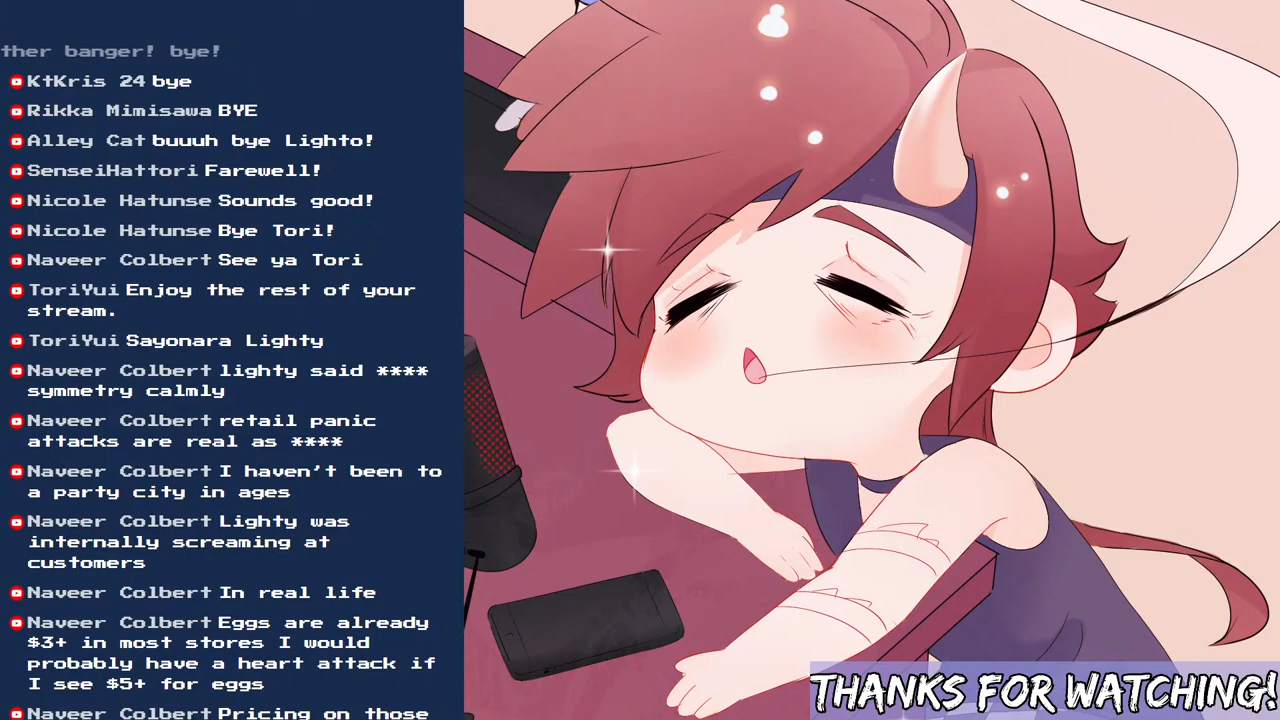 ther banger! bye!
KtKris 24 bye
Rikka Mimisawa BYE
Alley Cat buuuh bye Lighto!
SenseiHattori Farewell!
Nicole Hatunse Sounds good!
Nicole Hatunse Bye Tori!
Naveer Colbert See ya Tori
ToriYui Enjoy the rest of your
stream.
ToriYui Sayonara Lighty
Naveer Colbert lighty said ****
symmetry calmly
Naveer Colbert retail panic
attacks are real as ****
Naveer Colbert I haven't been to
a party city in ages
Naveer Colbert Lighty was
internally screaming at
customers
Naveer Colbert In real life
Naveer Colbert Eggs are already
$3+ in most stores I would
probably have a heart attack if
I see $5+ for eggs
Naveer Colbert Pricing on those
THANKS FOR WATCHING!